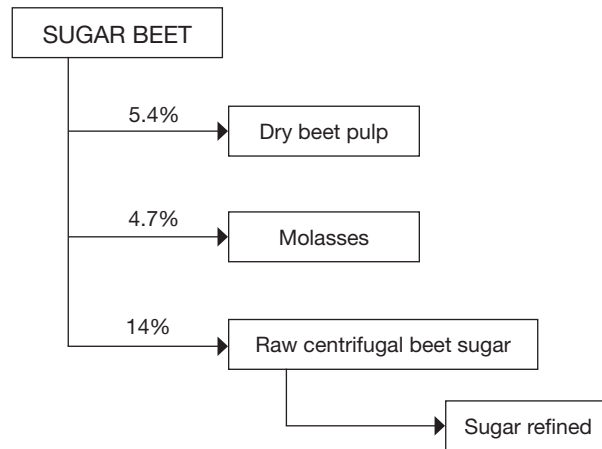 SUGAR BEET
5.4%
Dry beet pulp
4.7%
Molasses
14%
Raw centrifugal beet sugar
Sugar refined